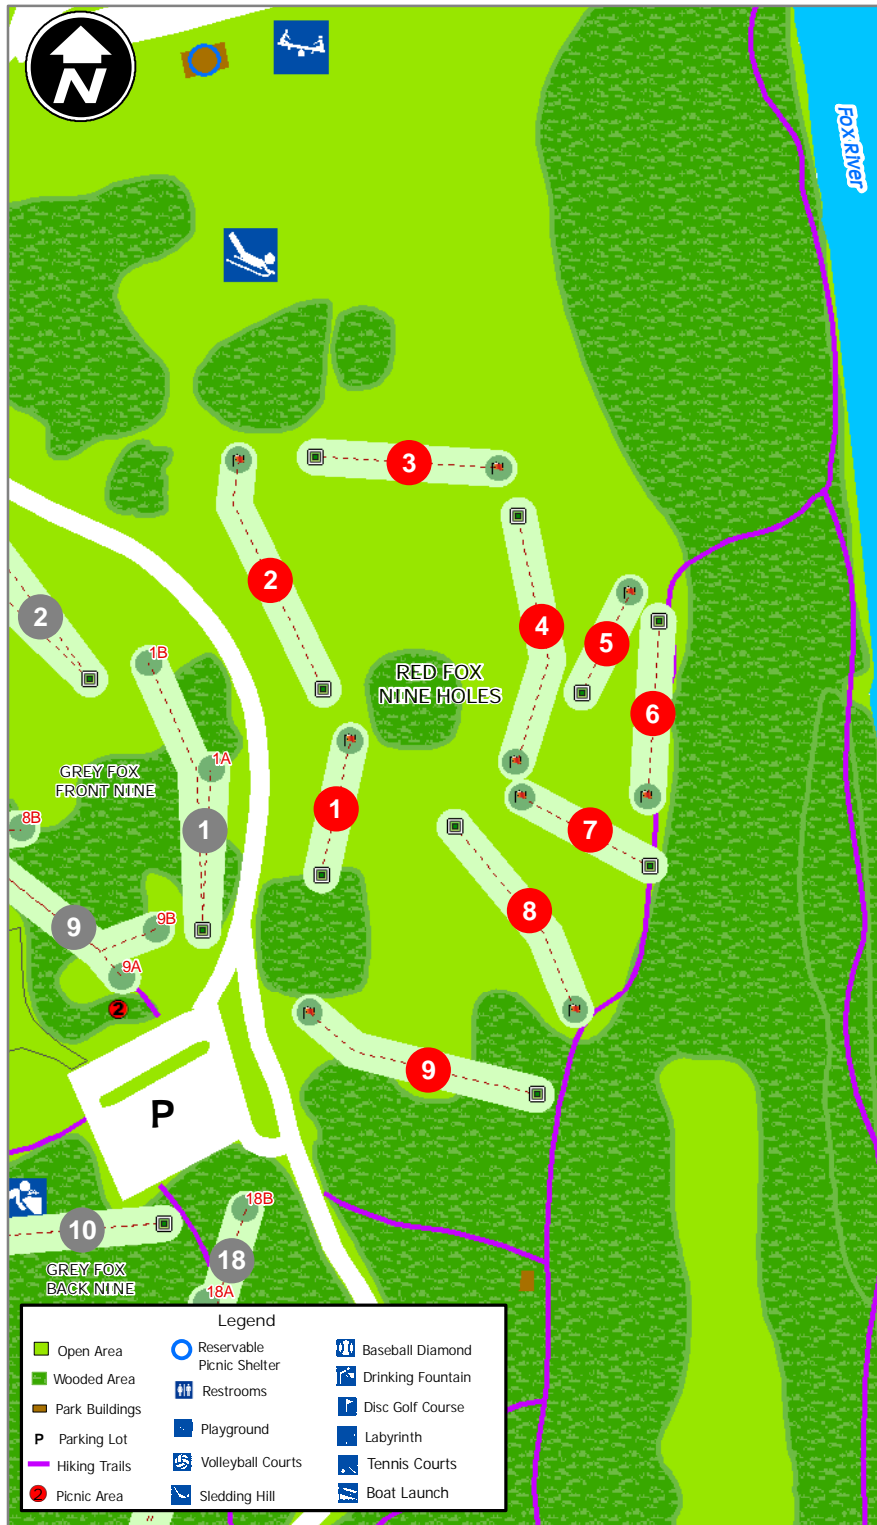 N
Fox River
3
2
2
4
5
1B
RED FOX
NINE HOLES
6
1A
GREY FOX
FRONT NINE
8B
1
1
7
9
9B
8
9A
2
9
P
18B
10
18
GREY FOX
BACK NINE
18A
Legend
Open Area
Wooded Area
Park Buildings
P Parking Lot
Hiking Trails
2 Picnic Area
Reservable
Picnic Shelter
Restrooms
Playground
Volleyball Courts
Sledding Hill
Baseball Diamond
Drinking Fountain
Disc Golf Course
Labyrinth
Tennis Courts
Boat Launch